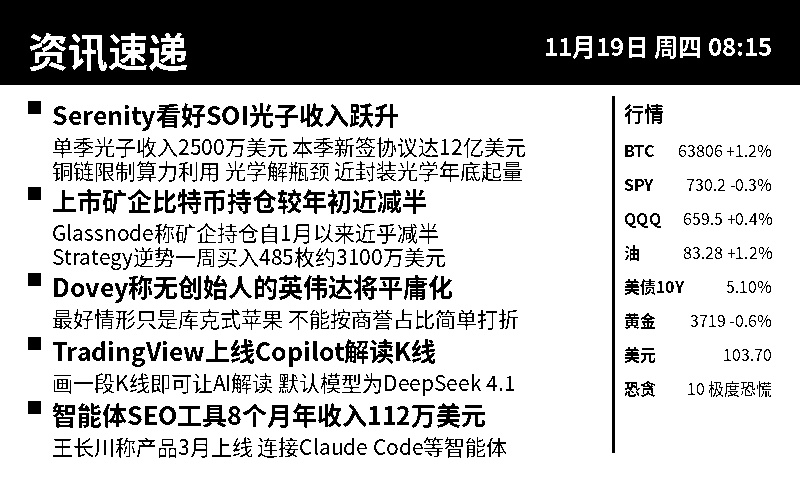 资讯速递
11月19日 周四 08:15
Serenity看好SOI光子收入跃升
单季光子收入2500万美元 本季新签协议达12亿美元
铜链限制算力利用 光学解瓶颈 近封装光学年底起量
上市矿企比特币持仓较年初近减半
Glassnode称矿企持仓自1月以来近乎减半
Strategy逆势一周买入485枚约3100万美元
Dovey称无创始人的英伟达将平庸化
最好情形只是库克式苹果 不能按商誉占比简单打折
TradingView上线Copilot解读K线
画一段K线即可让AI解读 默认模型为DeepSeek 4.1
智能体SEO工具8个月年收入112万美元
王长川称产品3月上线 连接Claude Code等智能体
行情
BTC 63806 +1.2%
SPY 730.2 -0.3%
QQQ 659.5 +0.4%
油 83.28 +1.2%
美债10Y 5.10%
黄金 3719 -0.6%
美元 103.70
恐贪 10 极度恐慌